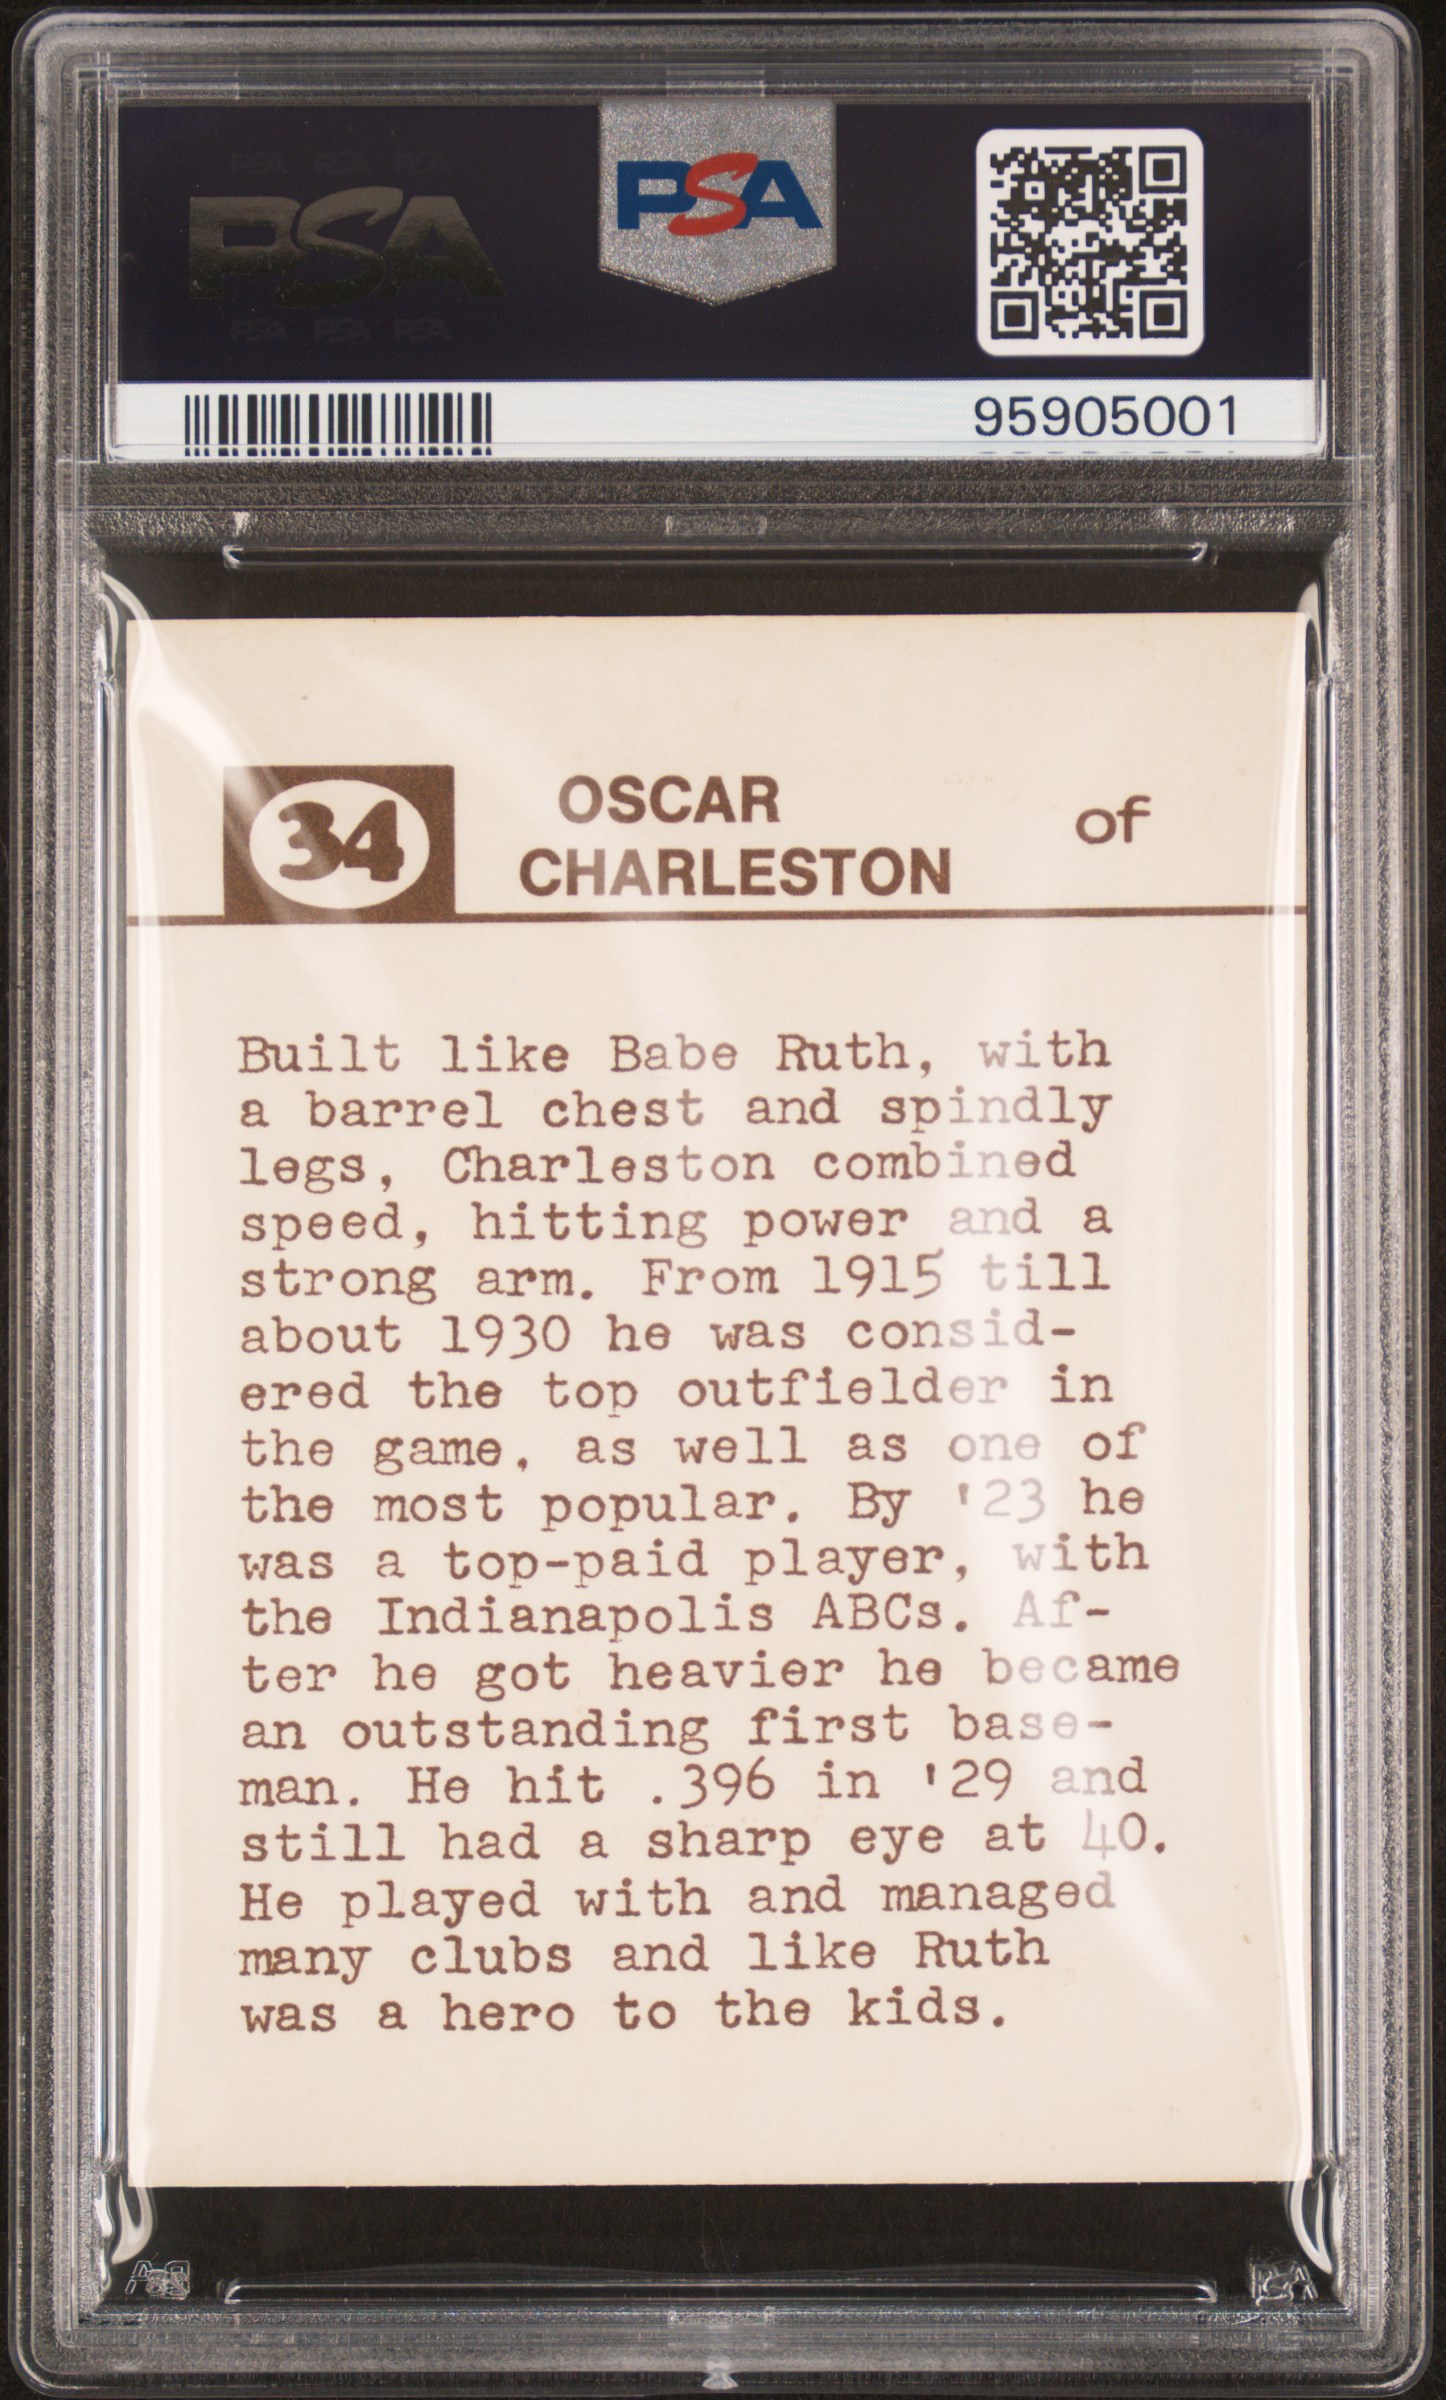 PSA
PSA
95905001
34
OSCAR
CHARLESTON
of
Built like Babe Ruth, with
a barrel chest and spindly
legs, Charleston combined
speed, hitting power and a
strong arm. From 1915 till
about 1930 he was consid-
ered the top outfielder in
the game, as well as one of
the most popular. By '23 he
was a top-paid player, with
the Indianapolis ABCs. Af-
ter he got heavier he became
an outstanding first base-
man. He hit .396 in '29 and
still had a sharp eye at 40.
He played with and managed
many clubs and like Ruth
was a hero to the kids.
PSA
PSA